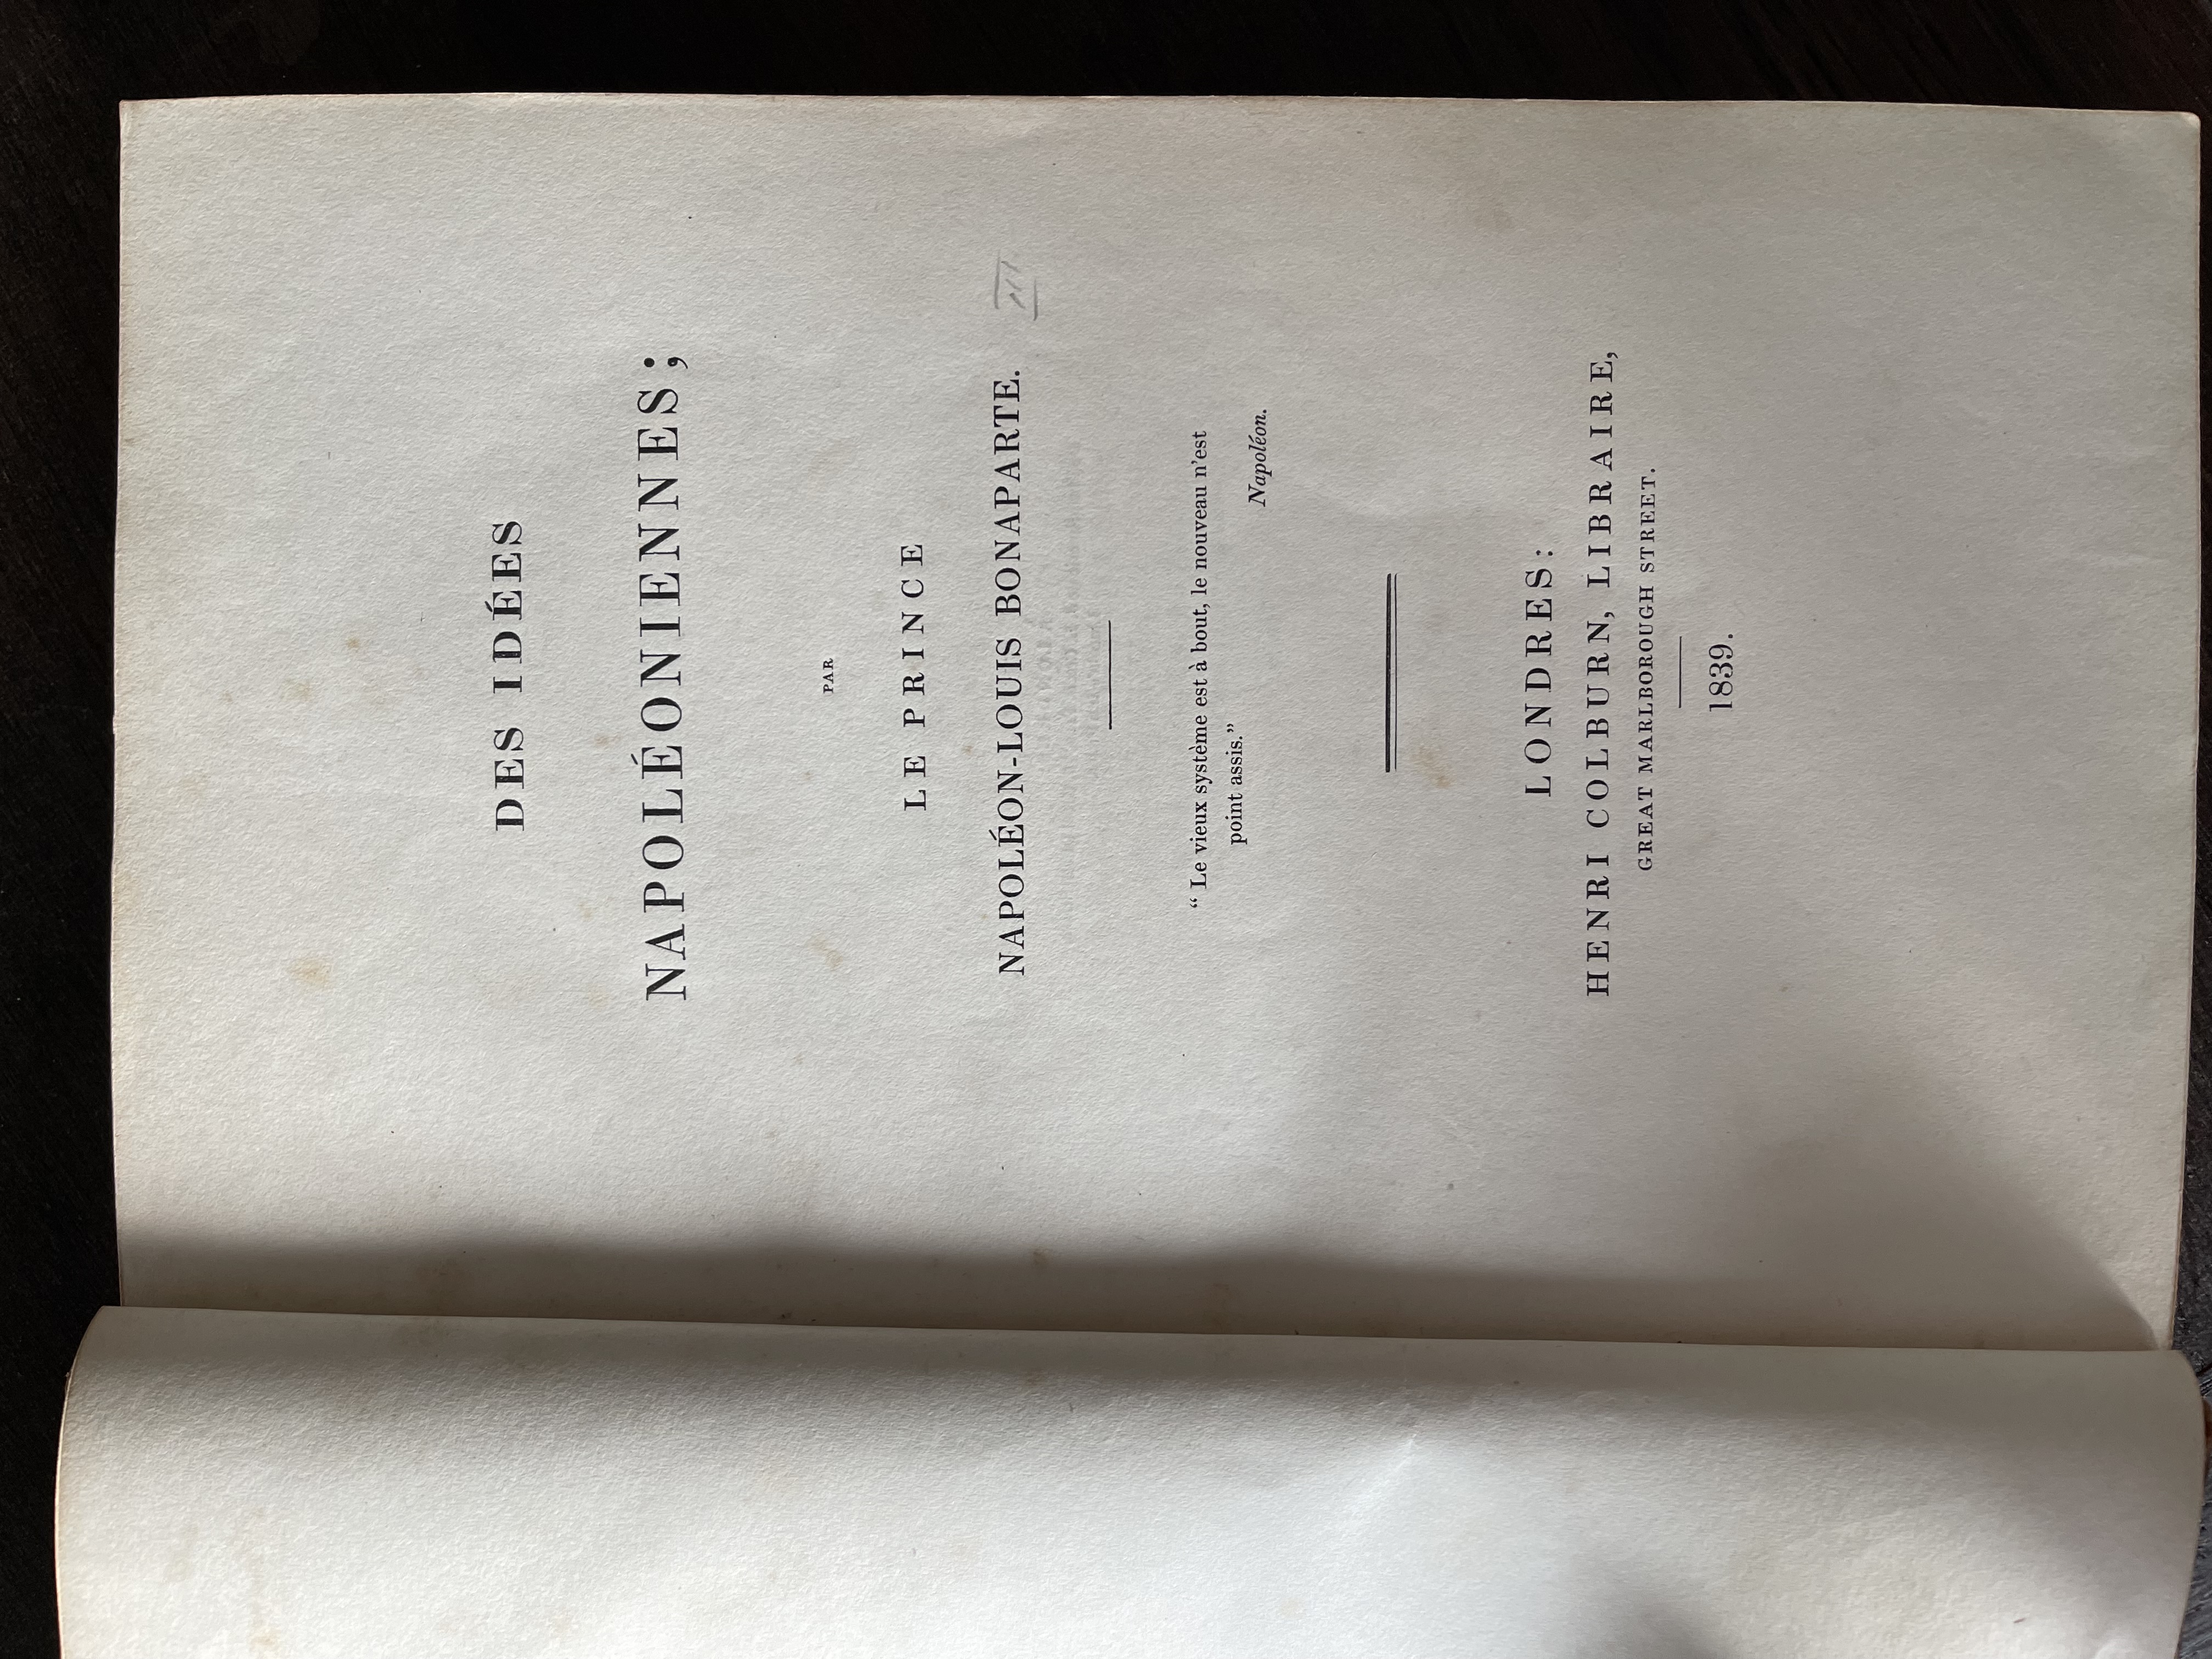 DES IDÉES
NAPOLÉONIENNES;
PAR
LE PRINCE
NAPOLÉON-LOUIS BONAPARTE. III
“ Le vieux système est à bout, le nouveau n'est
point assis.”
Napoléon.
LONDRES:
HENRI COLBURN, LIBRAIRE,
GREAT MARLBOROUGH STREET.
1839.